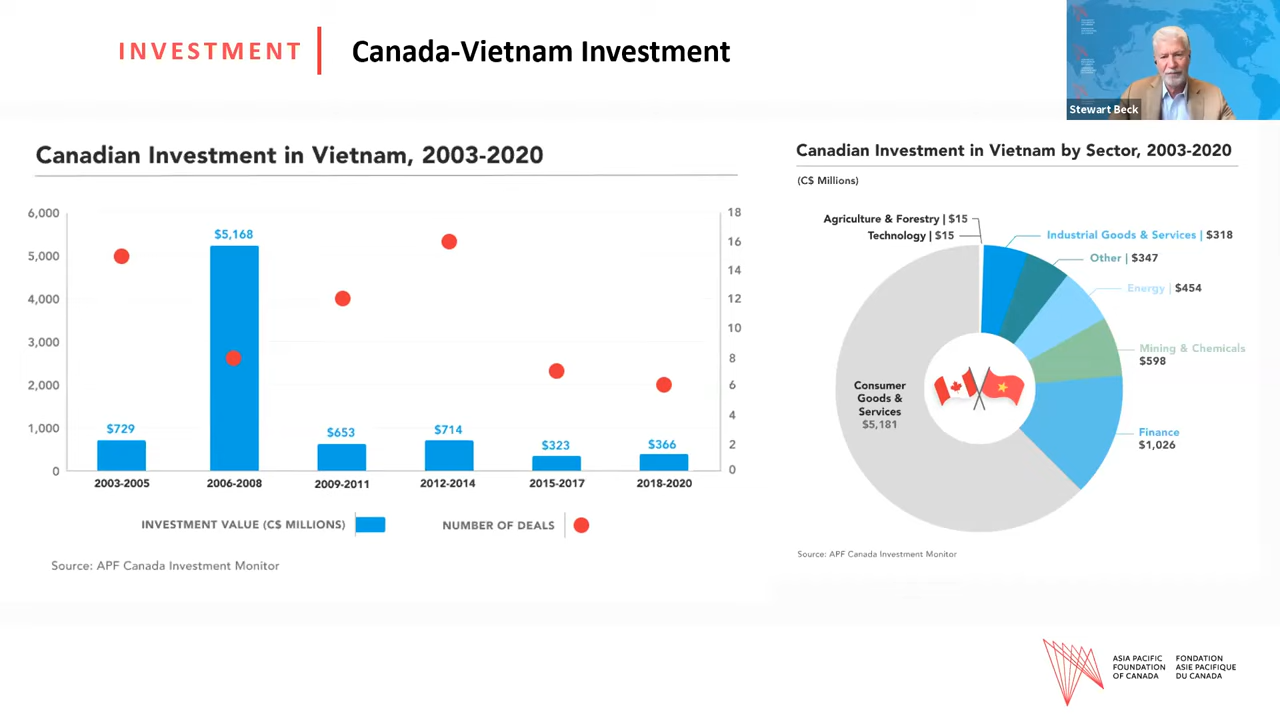 INVESTMENT
Canada-Vietnam Investment
Stewart Beck
Canadian Investment in Vietnam, 2003-2020
6,000
5,000
4,000
3,000
2,000
1,000
0
18
16
14
12
10
8
6
4
2
0
$729
$5,168
$653
$714
$323
$366
2003-2005
2006-2008
2009-2011
2012-2014
2015-2017
2018-2020
INVESTMENT VALUE (C$ MILLIONS)
NUMBER OF DEALS
Source: APF Canada Investment Monitor
Canadian Investment in Vietnam by Sector, 2003-2020
(C$ Millions)
Agriculture & Forestry | $15
Technology | $15
Industrial Goods & Services | $318
Other | $347
Energy | $454
Mining & Chemicals
$598
Finance
$1,026
Consumer
Goods &
Services
$5,181
Source: APF Canada Investment Monitor
ASIA PACIFIC
FOUNDATION
OF CANADA
FONDATION
ASIE PACIFIQUE
DU CANADA